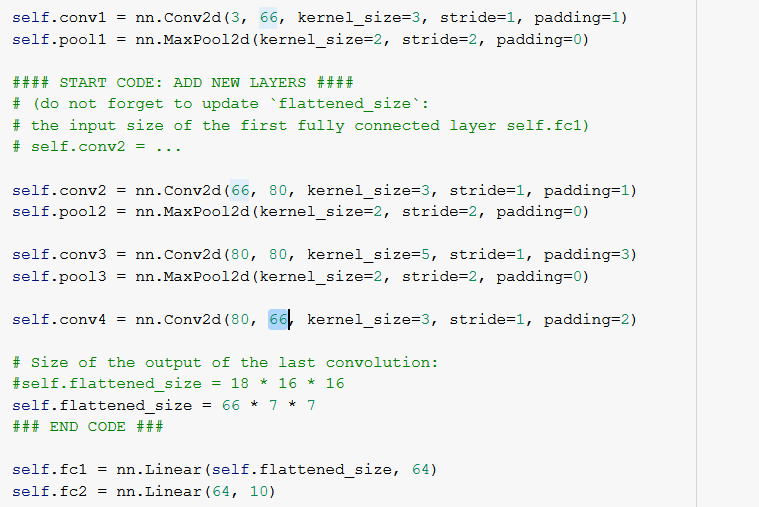 self.conv1 = nn.Conv2d(3, 66, kernel_size=3, stride=1, padding=1)
self.pool1 = nn.MaxPool2d(kernel_size=2, stride=2, padding=0)
#### START CODE: ADD NEW LAYERS ####
# (do not forget to update `flattened_size`:
# the input size of the first fully connected layer self.fc1)
# self.conv2 = ...
self.conv2 = nn.Conv2d(66, 80, kernel_size=3, stride=1, padding=1)
self.pool2 = nn.MaxPool2d(kernel_size=2, stride=2, padding=0)
self.conv3 = nn.Conv2d(80, 80, kernel_size=5, stride=1, padding=3)
self.pool3 = nn.MaxPool2d(kernel_size=2, stride=2, padding=0)
self.conv4 = nn.Conv2d(80, 66, kernel_size=3, stride=1, padding=2)
# Size of the output of the last convolution:
#self.flattened_size = 18 * 16 * 16
self.flattened_size = 66 * 7 * 7
### END CODE ###
self.fc1 = nn.Linear(self.flattened_size, 64)
self.fc2 = nn.Linear(64, 10)